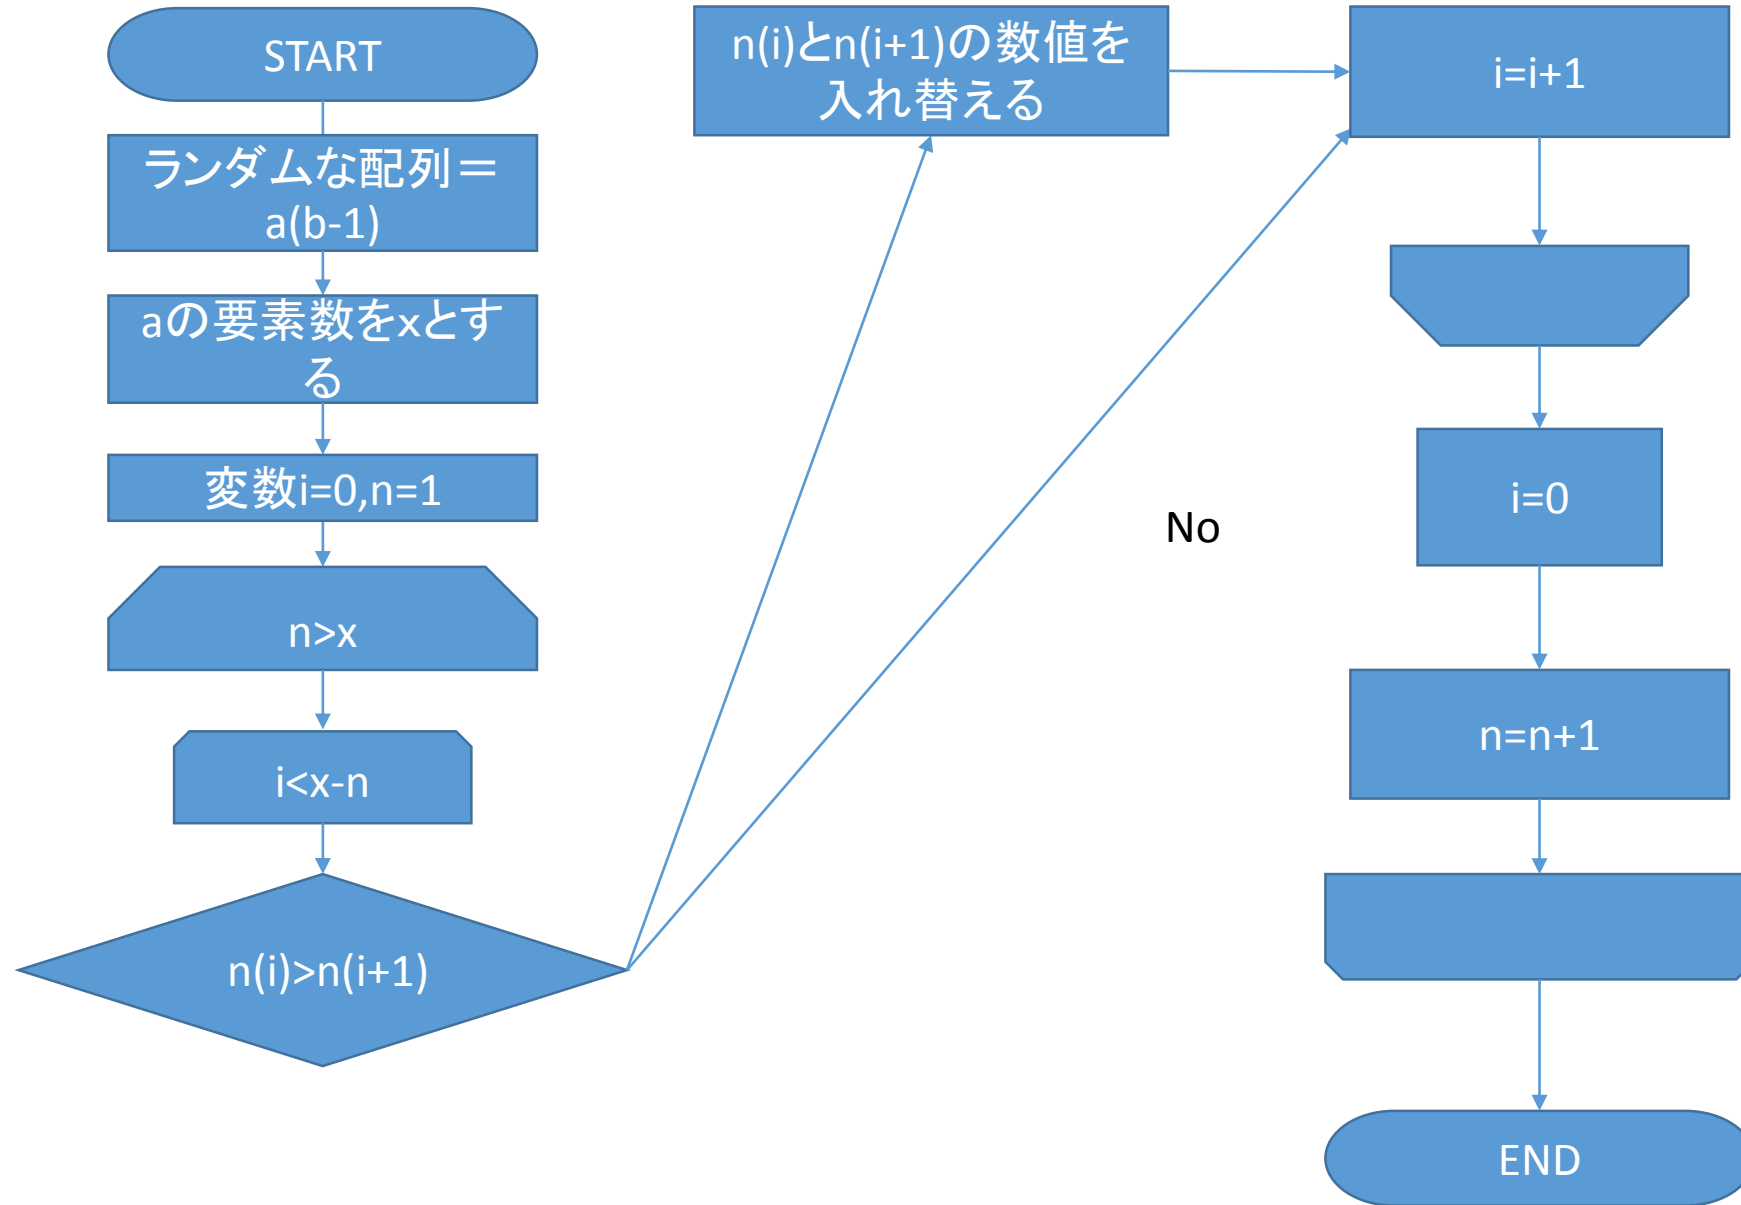 START
ランダムな配列＝
a(b-1)
aの要素数をxとす
る
変数i=0,n=1
n>x
i<x-n
n(i)>n(i+1)
n(i)とn(i+1)の数値を
入れ替える
No
i=i+1
i=0
n=n+1
END